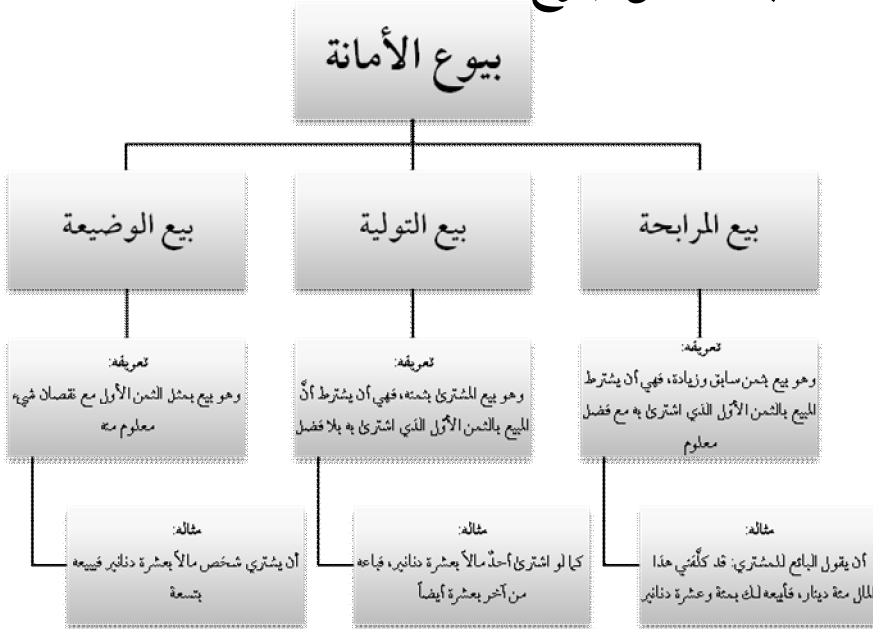 بيوع الأمانة
بيع المرابحة
بيع التولية
بيع الوضيعة
تعريفه:
وهو بيع بثمن سابق وزيادة، فهي أن يشترط
المبيع بالثمن الأوّل الذي اشترى به مع فضل
معلوم
تعريفه:
وهو بيع المشترى بثمنه، فهي أن يشترط أنَّ
المبيع بالثمن الأوّل الذي اشترى به بلا فضل
تعريفه:
وهو بيع بمثل الثمن الأول مع نقصان شيء
معلوم منه
مثاله:
أن يقول البائع للمشتري: قد كلَّفني هذا
المال مئة دينار، فأبيعه لك بمئة وعشرة دنانير
مثاله:
كما لو اشترى أحدٌ مالاً بعشرة دنانير، فباعه
من آخر بعشرة أيضاً
مثاله:
أن يشتري شخص مالاً بعشرة دنانير فيبيعه
بتسعة